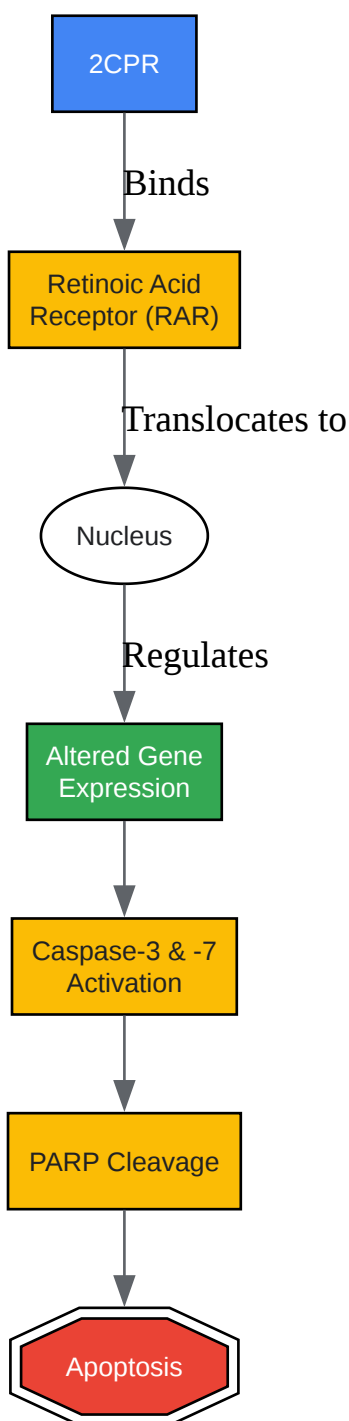 2CPR
Binds
Retinoic Acid
Receptor (RAR)
Translocates to
Nucleus
Regulates
Altered Gene
Expression
Caspase-3 & -7
Activation
PARP Cleavage
Apoptosis